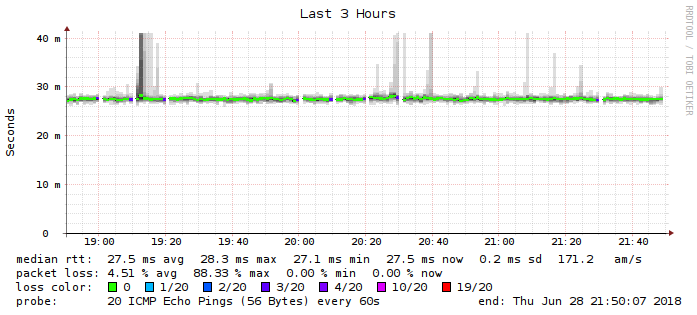 Last 3 Hours
RRDTOOL / TOBI OETIKER
Seconds
40 m
30 m
20 m
10 m
0
19:00 19:20 19:40 20:00 20:20 20:40 21:00 21:20 21:40
median rtt: 27.5 ms avg 28.3 ms max 27.1 ms min 27.5 ms now 0.2 ms sd 171.2 am/s
packet loss: 4.51 % avg 88.33 % max 0.00 % min 0.00 % now
loss color: 0 1/20 2/20 3/20 4/20 10/20 19/20
probe: 20 ICMP Echo Pings (56 Bytes) every 60s end: Thu Jun 28 21:50:07 2018